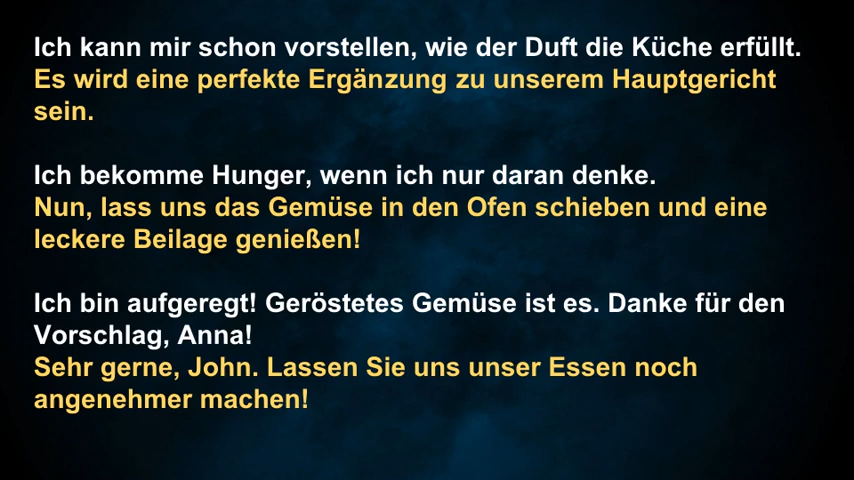 Ich kann mir schon vorstellen, wie der Duft die Küche erfüllt.
Es wird eine perfekte Ergänzung zu unserem Hauptgericht
sein.
Ich bekomme Hunger, wenn ich nur daran denke.
Nun, lass uns das Gemüse in den Ofen schieben und eine
leckere Beilage genießen!
Ich bin aufgeregt! Geröstetes Gemüse ist es. Danke für den
Vorschlag, Anna!
Sehr gerne, John. Lassen Sie uns unser Essen noch
angenehmer machen!